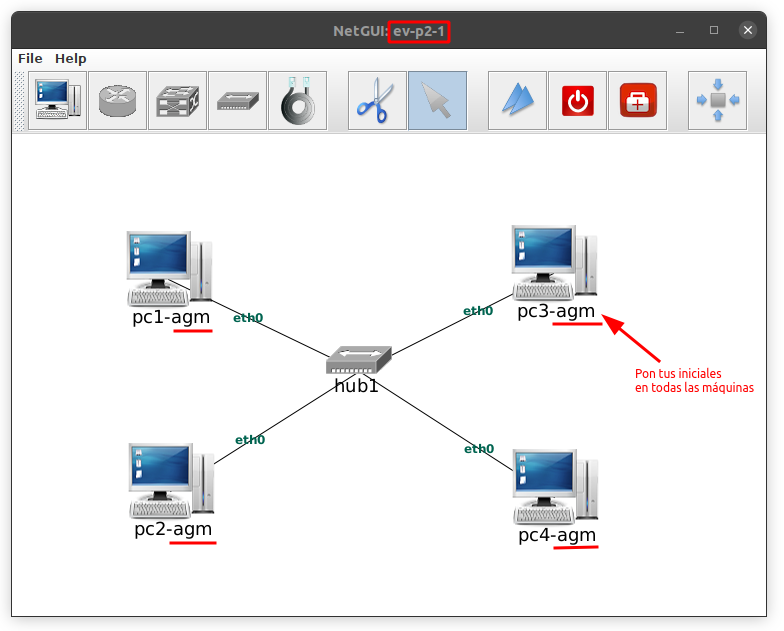 NetGUI: ev-p2-1
File Help
pc1-agm
eth0
pc3-agm
eth0
Pon tus iniciales
en todas las máquinas
hub1
pc2-agm
eth0
pc4-agm
eth0